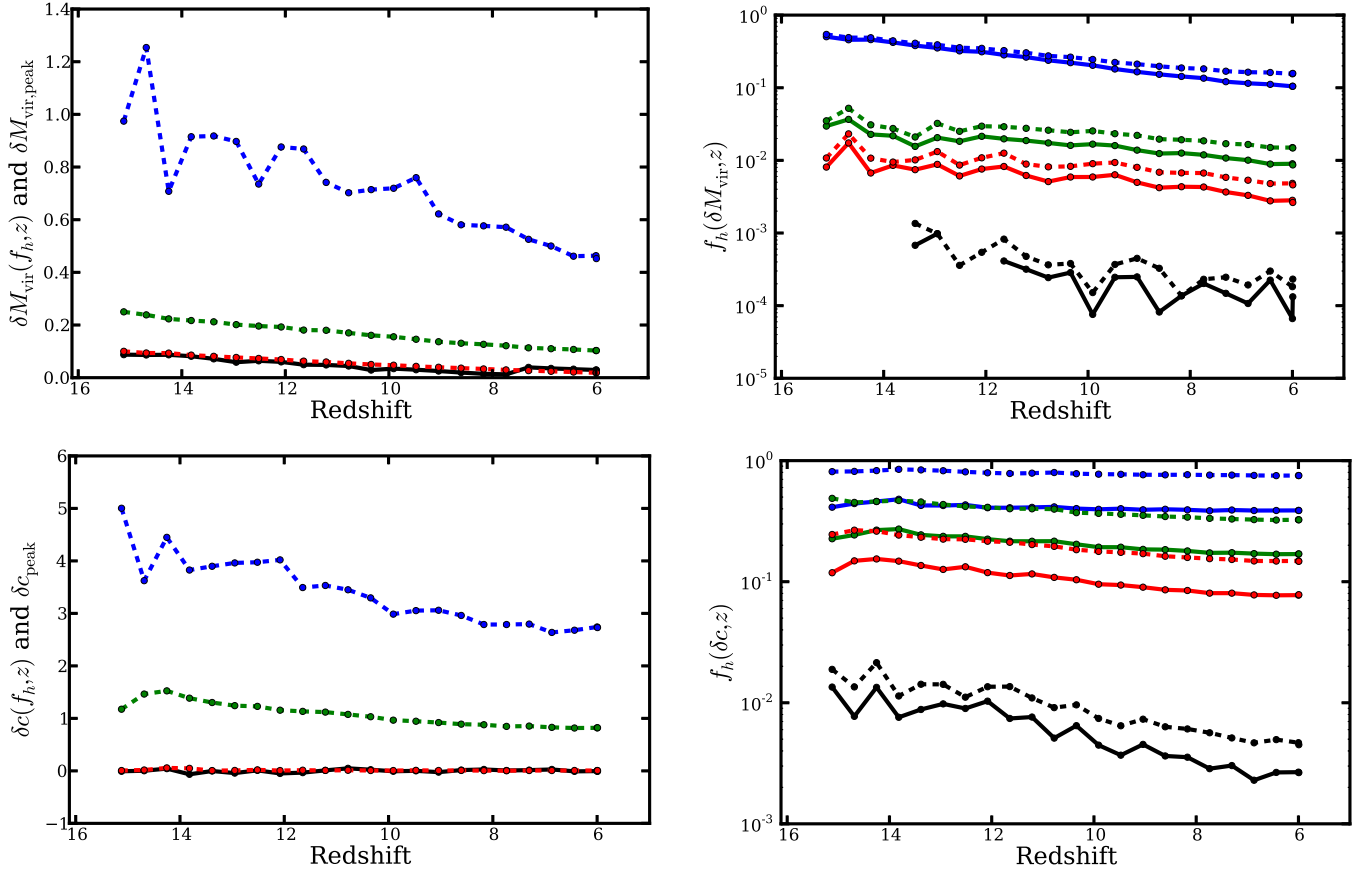 1.4
1.2
1.0
0.8
0.6
0.4
0.2
0.0
16 14 12 10 8 6
Redshift
δM_vir(f_h, z) and δM_vir,peak
10^0
10^-1
10^-2
10^-3
10^-4
10^-5
16 14 12 10 8 6
Redshift
f_h(δM_vir, z)
6
5
4
3
2
1
0
−1
16 14 12 10 8 6
Redshift
δc(f_h, z) and δc_peak
10^0
10^-1
10^-2
10^-3
16 14 12 10 8 6
Redshift
f_h(δc, z)